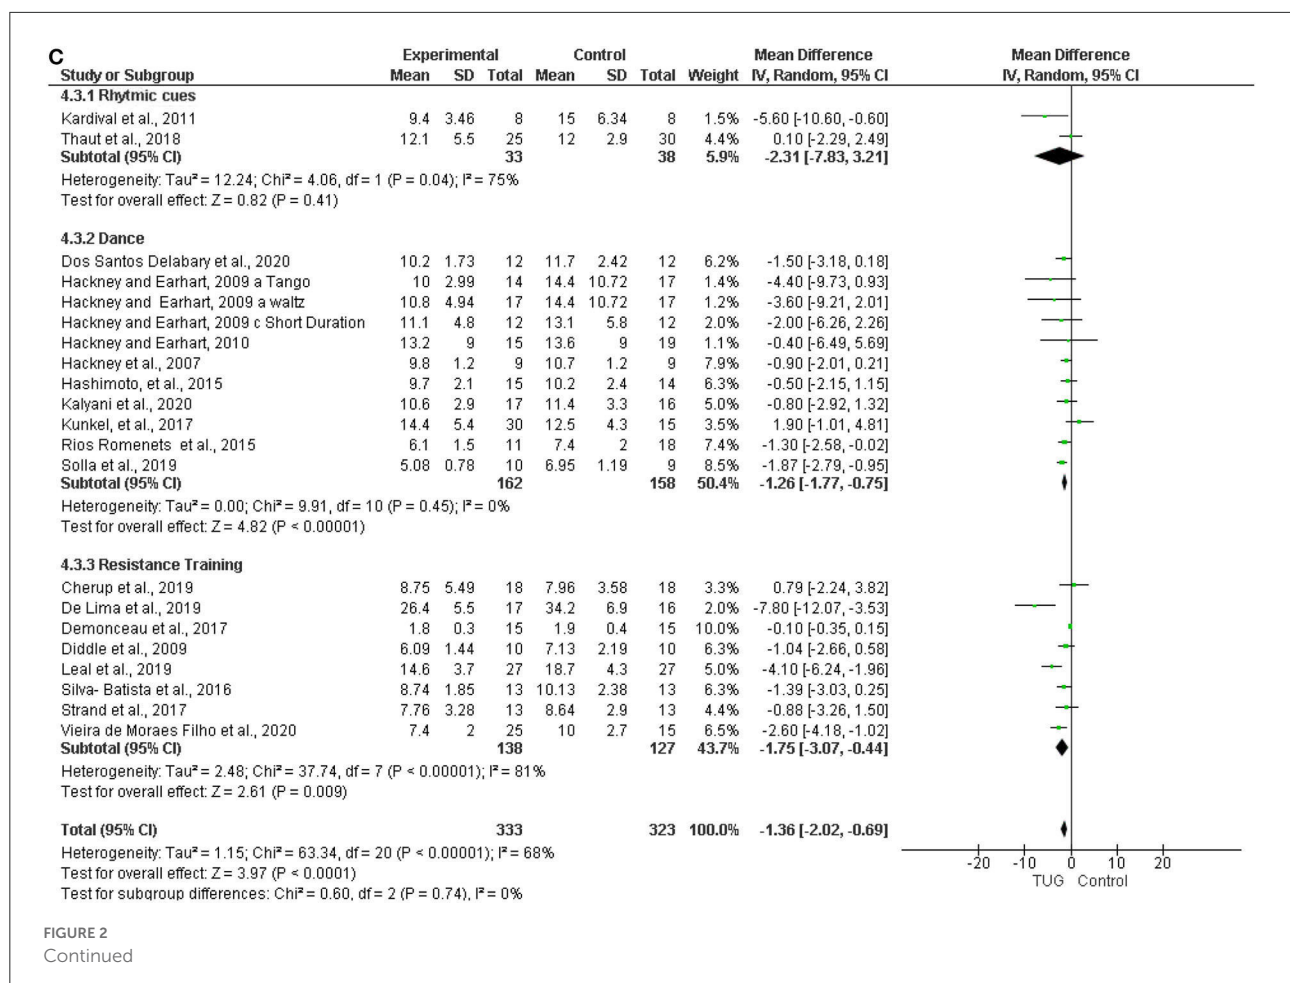 C
Experimental Control Mean Difference Mean Difference
Study or Subgroup Mean SD Total Mean SD Total Weight IV, Random, 95% CI IV, Random, 95% CI
4.3.1 Rhytmic cues
Kardival et al., 2011 9.4 3.46 8 15 6.34 8 1.5% -5.60 [-10.60, -0.60]
Thaut et al., 2018 12.1 5.5 25 12 2.9 30 4.4% 0.10 [-2.29, 2.49]
Subtotal (95% CI) 33 38 5.9% -2.31 [-7.83, 3.21]
Heterogeneity: Tau² = 12.24; Chi² = 4.06, df = 1 (P = 0.04); I² = 75%
Test for overall effect: Z = 0.82 (P = 0.41)
4.3.2 Dance
Dos Santos Delabary et al., 2020 10.2 1.73 12 11.7 2.42 12 6.2% -1.50 [-3.18, 0.18]
Hackney and Earhart, 2009 a Tango 10 2.99 14 14.4 10.72 17 1.4% -4.40 [-9.73, 0.93]
Hackney and Earhart, 2009 a waltz 10.8 4.94 17 14.4 10.72 17 1.2% -3.60 [-9.21, 2.01]
Hackney and Earhart, 2009 c Short Duration 11.1 4.8 12 13.1 5.8 12 2.0% -2.00 [-6.26, 2.26]
Hackney and Earhart, 2010 13.2 9 15 13.6 9 19 1.1% -0.40 [-6.49, 5.69]
Hackney et al., 2007 9.8 1.2 9 10.7 1.2 9 7.9% -0.90 [-2.01, 0.21]
Hashimoto, et al., 2015 9.7 2.1 15 10.2 2.4 14 6.3% -0.50 [-2.15, 1.15]
Kalyani et al., 2020 10.6 2.9 17 11.4 3.3 16 5.0% -0.80 [-2.92, 1.32]
Kunkel, et al., 2017 14.4 5.4 30 12.5 4.3 15 3.5% 1.90 [-1.01, 4.81]
Rios Romenets et al., 2015 6.1 1.5 11 7.4 2 18 7.4% -1.30 [-2.58, -0.02]
Solla et al., 2019 5.08 0.78 10 6.95 1.19 9 8.5% -1.87 [-2.79, -0.95]
Subtotal (95% CI) 162 158 50.4% -1.26 [-1.77, -0.75]
Heterogeneity: Tau² = 0.00; Chi² = 9.91, df = 10 (P = 0.45); I² = 0%
Test for overall effect: Z = 4.82 (P < 0.00001)
4.3.3 Resistance Training
Cherup et al., 2019 8.75 5.49 18 7.96 3.58 18 3.3% 0.79 [-2.24, 3.82]
De Lima et al., 2019 26.4 5.5 17 34.2 6.9 16 2.0% -7.80 [-12.07, -3.53]
Demonceau et al., 2017 1.8 0.3 15 1.9 0.4 15 10.0% -0.10 [-0.35, 0.15]
Diddle et al., 2009 6.09 1.44 10 7.13 2.19 10 6.3% -1.04 [-2.66, 0.58]
Leal et al., 2019 14.6 3.7 27 18.7 4.3 27 5.0% -4.10 [-6.24, -1.96]
Silva- Batista et al., 2016 8.74 1.85 13 10.13 2.38 13 6.3% -1.39 [-3.03, 0.25]
Strand et al., 2017 7.76 3.28 13 8.64 2.9 13 4.4% -0.88 [-3.26, 1.50]
Vieira de Moraes Filho et al., 2020 7.4 2 25 10 2.7 15 6.5% -2.60 [-4.18, -1.02]
Subtotal (95% CI) 138 127 43.7% -1.75 [-3.07, -0.44]
Heterogeneity: Tau² = 2.48; Chi² = 37.74, df = 7 (P < 0.00001); I² = 81%
Test for overall effect: Z = 2.61 (P = 0.009)
Total (95% CI) 333 323 100.0% -1.36 [-2.02, -0.69]
Heterogeneity: Tau² = 1.15; Chi² = 63.34, df = 20 (P < 0.00001); I² = 68%
Test for overall effect: Z = 3.97 (P < 0.0001)
Test for subgroup differences: Chi² = 0.60, df = 2 (P = 0.74), I² = 0%
-20 -10 0 10 20
TUG Control
FIGURE 2
Continued